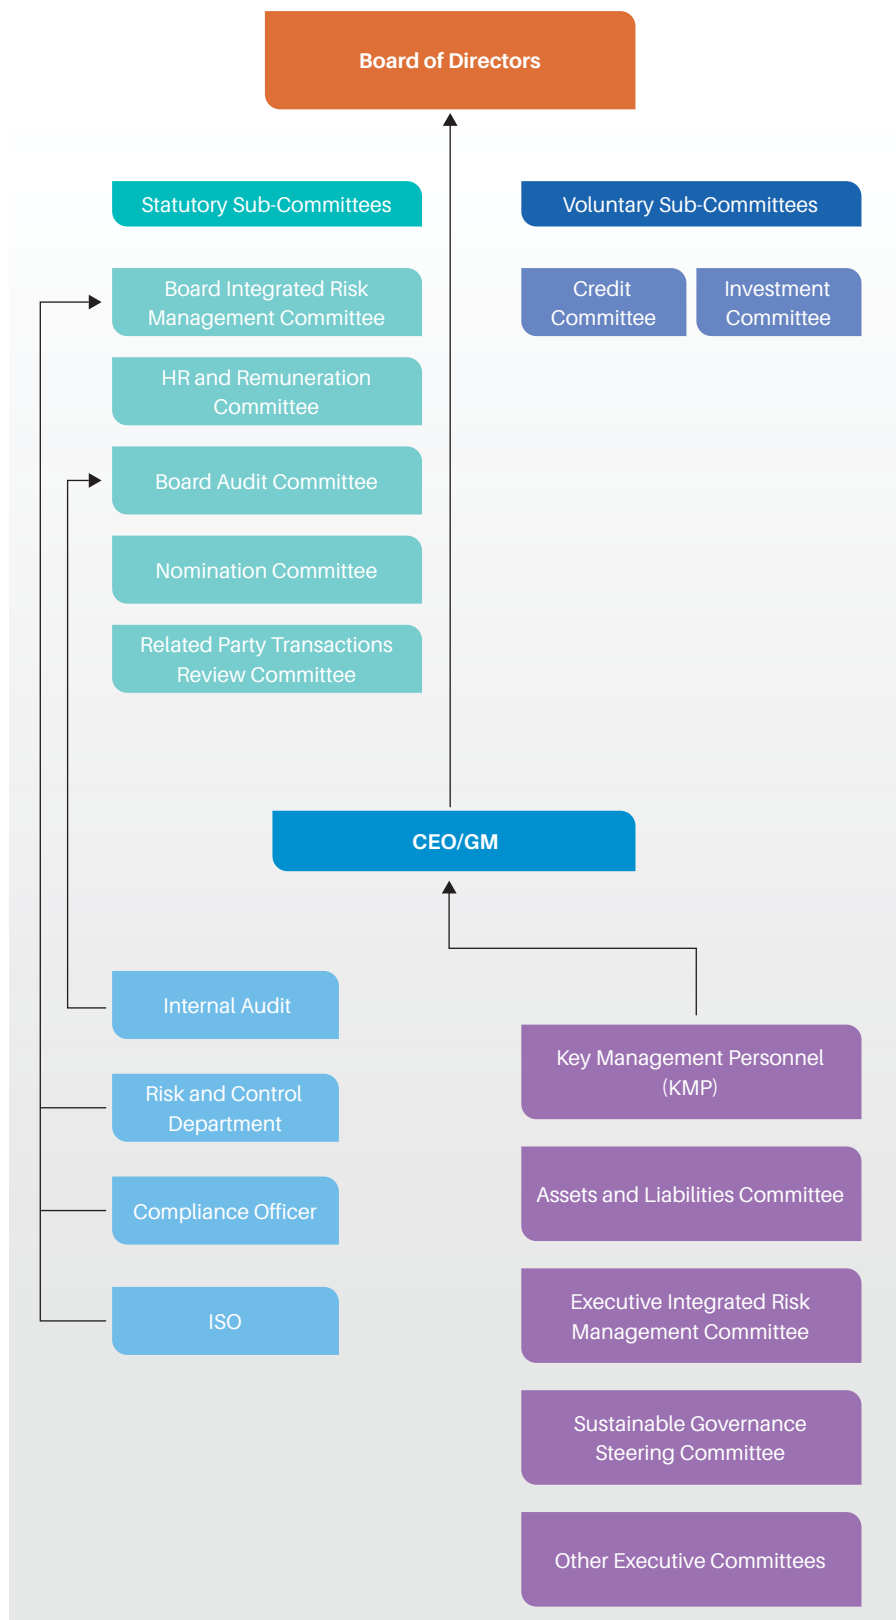 Board of Directors
Statutory Sub-Committees
Voluntary Sub-Committees
Board Integrated Risk
Management Committee
Credit
Committee
Investment
Committee
HR and Remuneration
Committee
Board Audit Committee
Nomination Committee
Related Party Transactions
Review Committee
CEO/GM
Internal Audit
Risk and Control
Department
Compliance Officer
ISO
Key Management Personnel
(KMP)
Assets and Liabilities Committee
Executive Integrated Risk
Management Committee
Sustainable Governance
Steering Committee
Other Executive Committees